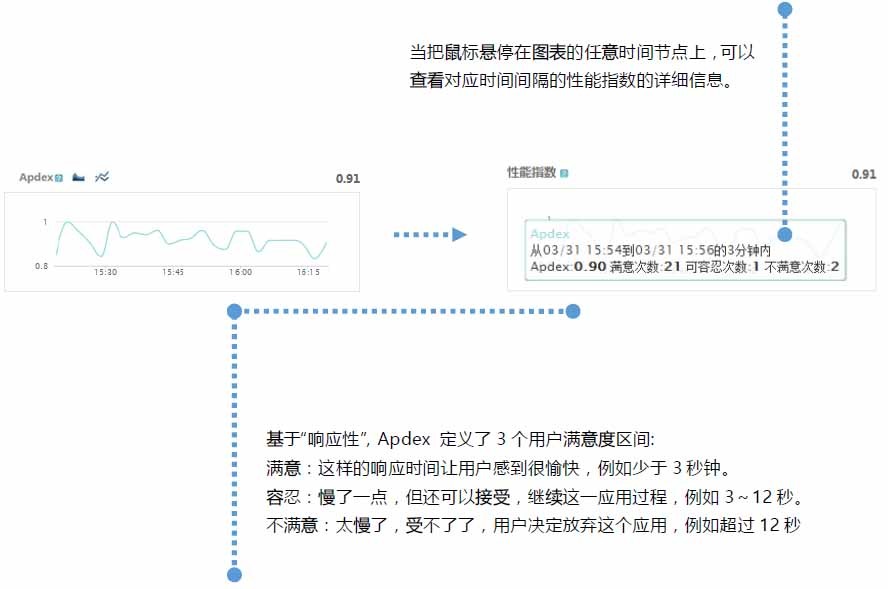 当把鼠标悬停在图表的任意时间节点上，可以
查看对应时间间隔的性能指数的详细信息。
Apdex ?
0.91
1
0.8
15:30 15:45 16:00 16:15
性能指数 ?
0.91
1
Apdex
从03/31 15:54到03/31 15:56的3分钟内
Apdex:0.90 满意次数:21 可容忍次数:1 不满意次数:2
基于“响应性”, Apdex 定义了 3 个用户满意度区间:
满意：这样的响应时间让用户感到很愉快，例如少于 3 秒钟。
容忍：慢了一点，但还可以接受，继续这一应用过程，例如 3～12 秒。
不满意：太慢了，受不了了，用户决定放弃这个应用，例如超过 12 秒